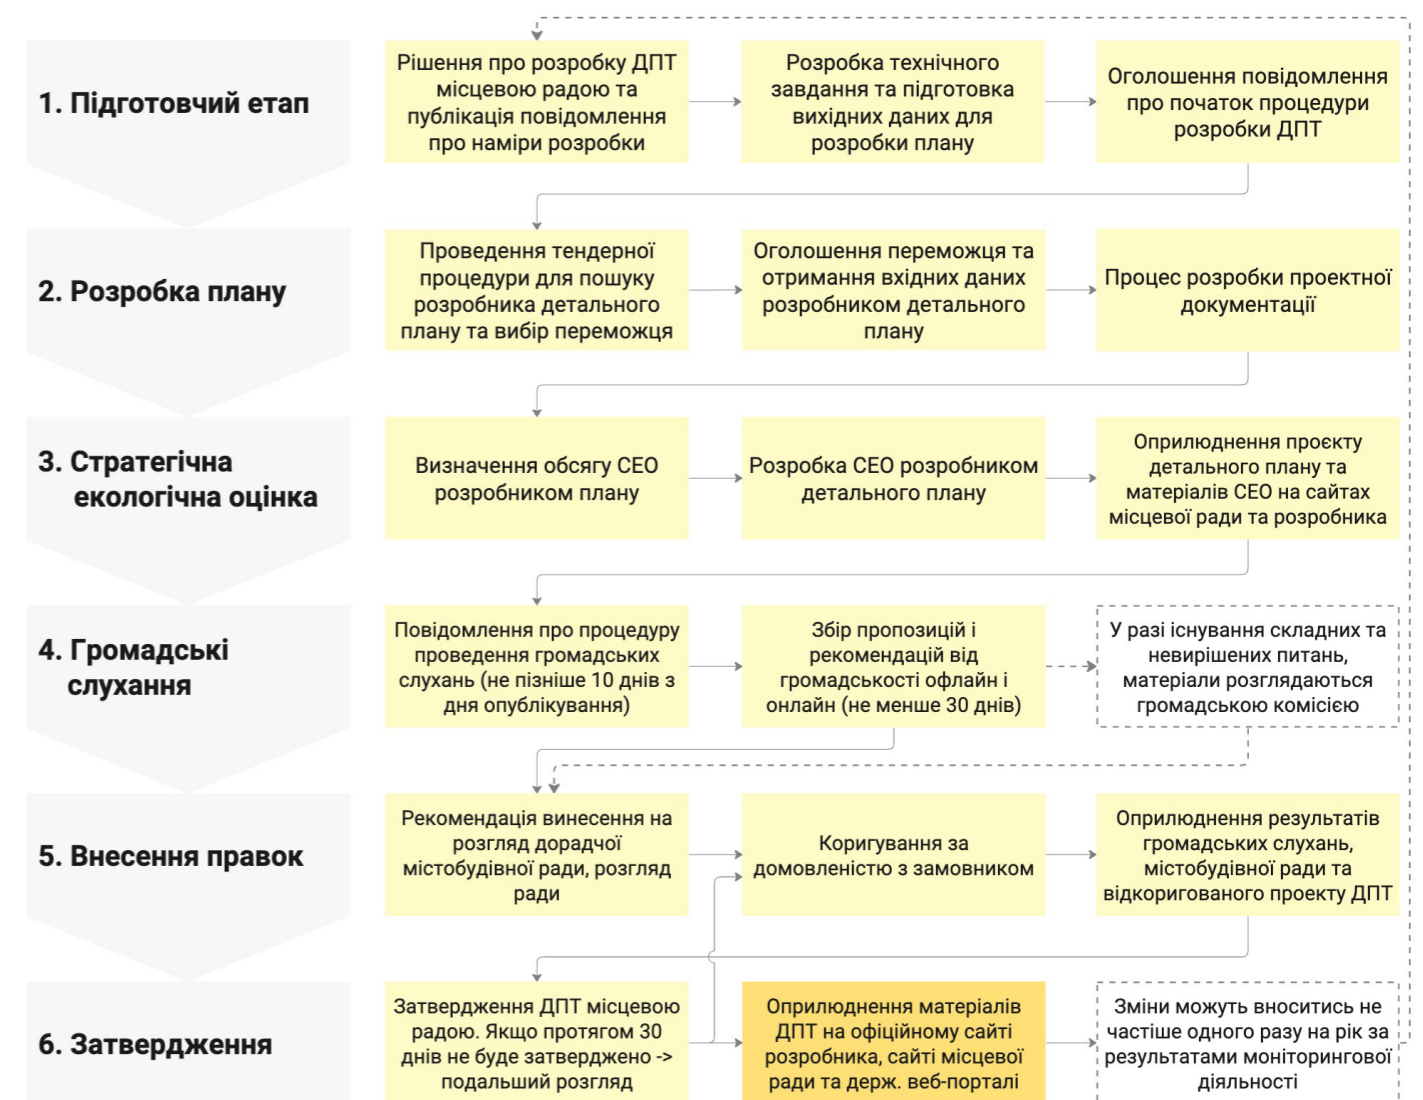 1. Підготовчий етап
Рішення про розробку ДПТ
місцевою радою та
публікація повідомлення
про наміри розробки
Розробка технічного
завдання та підготовка
вихідних даних для
розробки плану
Оголошення повідомлення
про початок процедури
розробки ДПТ
2. Розробка плану
Проведення тендерної
процедури для пошуку
розробника детального
плану та вибір переможця
Оголошення переможця та
отримання вхідних даних
розробником детального
плану
Процес розробки проектної
документації
3. Стратегічна
екологічна оцінка
Визначення обсягу СЕО
розробником плану
Розробка СЕО розробником
детального плану
Оприлюднення проєкту
детального плану та
матеріалів СЕО на сайтах
місцевої ради та розробника
4. Громадські
слухання
Повідомлення про процедуру
проведення громадських
слухань (не пізніше 10 днів з
дня опублікування)
Збір пропозицій і
рекомендацій від
громадськості офлайн і
онлайн (не менше 30 днів)
У разі існування складних та
невирішених питань,
матеріали розглядаються
громадською комісією
5. Внесення правок
Рекомендація винесення на
розгляд дорадчої
містобудівної ради, розгляд
ради
Коригування за
домовленістю з замовником
Оприлюднення результатів
громадських слухань,
містобудівної ради та
відкоригованого проекту ДПТ
6. Затвердження
Затвердження ДПТ місцевою
радою. Якщо протягом 30
днів не буде затверджено ->
подальший розгляд
Оприлюднення матеріалів
ДПТ на офіційному сайті
розробника, сайті місцевої
ради та держ. веб-порталі
Зміни можуть вноситись не
частіше одного разу на рік за
результатами моніторингової
діяльності